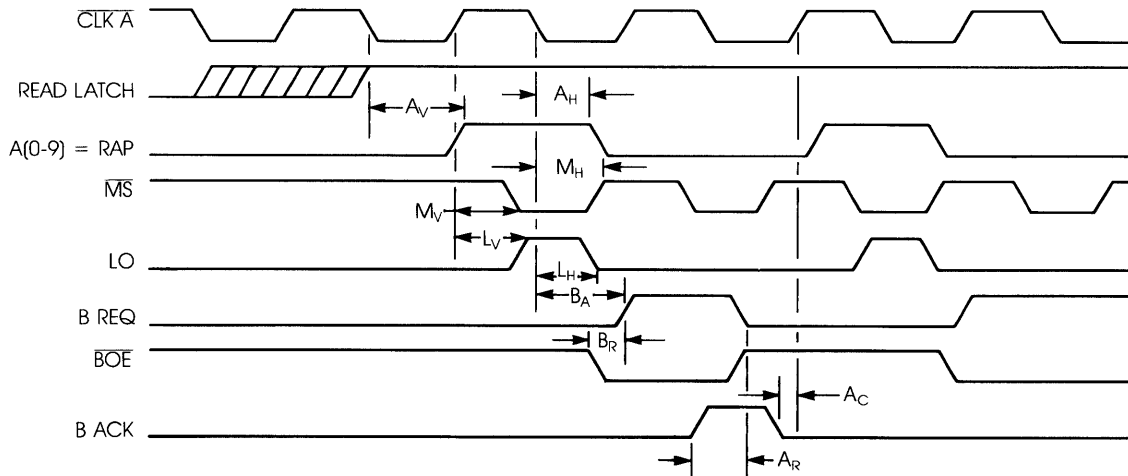 CLK A
READ LATCH
A_V
A_H
A(0-9) = RAP
M_H
MS
M_V
L_V
LO
L_H
B_A
B REQ
B_R
BOE
A_C
B ACK
A_R